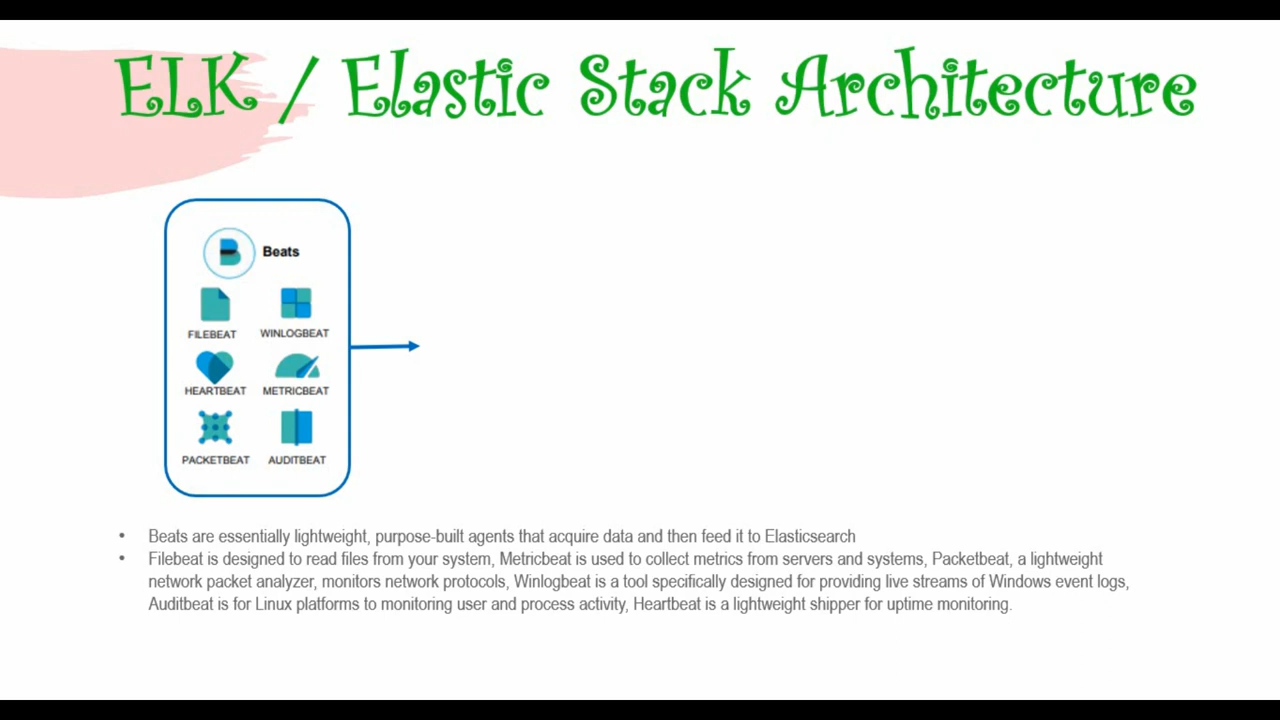 ELK / Elastic Stack Architecture
Beats
FILEBEAT WINLOGBEAT
HEARTBEAT METRICBEAT
PACKETBEAT AUDITBEAT
• Beats are essentially lightweight, purpose-built agents that acquire data and then feed it to Elasticsearch
• Filebeat is designed to read files from your system, Metricbeat is used to collect metrics from servers and systems, Packetbeat, a lightweight
network packet analyzer, monitors network protocols, Winlogbeat is a tool specifically designed for providing live streams of Windows event logs,
Auditbeat is for Linux platforms to monitoring user and process activity, Heartbeat is a lightweight shipper for uptime monitoring.